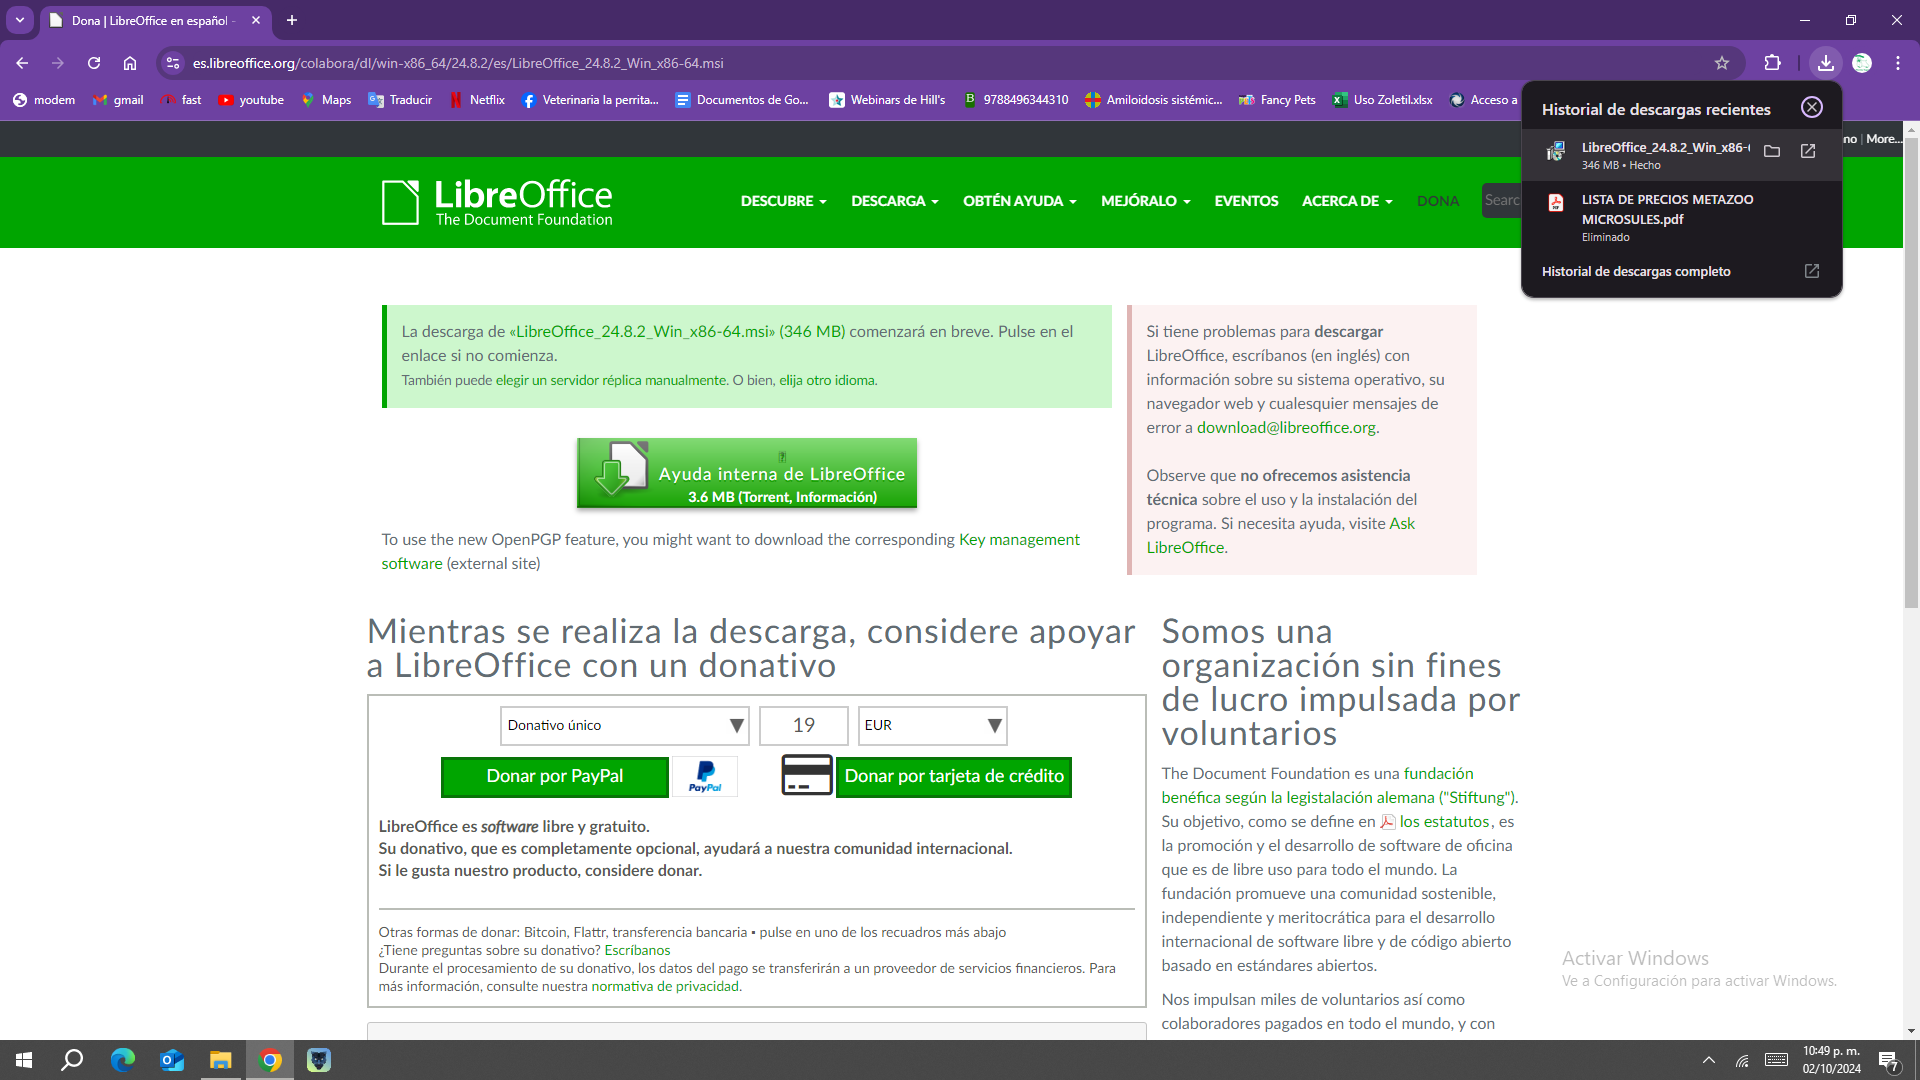 Dona | LibreOffice en español -
es.libreoffice.org/colabora/dl/win-x86_64/24.8.2/es/LibreOffice_24.8.2_Win_x86-64.msi
modem
gmail
fast
youtube
Maps
Traducir
Netflix
Veterinaria la perrita...
Documentos de Go...
Webinars de Hill's
9788496344310
Amiloidosis sistémic...
Fancy Pets
Uso Zoletil.xlsx
Acceso a
Historial de descargas recientes
LibreOffice_24.8.2_Win_x86-
346 MB • Hecho
LISTA DE PRECIOS METAZOO
MICROSULES.pdf
Eliminado
Historial de descargas completo
no | More...
LibreOffice
The Document Foundation
DESCUBRE
DESCARGA
OBTÉN AYUDA
MEJÓRALO
EVENTOS
ACERCA DE
DONA
Searc
La descarga de «LibreOffice_24.8.2_Win_x86-64.msi» (346 MB) comenzará en breve. Pulse en el
enlace si no comienza.
También puede elegir un servidor réplica manualmente. O bien, elija otro idioma.
Ayuda interna de LibreOffice
3.6 MB (Torrent, Información)
To use the new OpenPGP feature, you might want to download the corresponding Key management
software (external site)
Si tiene problemas para descargar
LibreOffice, escríbanos (en inglés) con
información sobre su sistema operativo, su
navegador web y cualesquier mensajes de
error a download@libreoffice.org.
Observe que no ofrecemos asistencia
técnica sobre el uso y la instalación del
programa. Si necesita ayuda, visite Ask
LibreOffice.
Mientras se realiza la descarga, considere apoyar
a LibreOffice con un donativo
Donativo único
19
EUR
Donar por PayPal
PayPal
Donar por tarjeta de crédito
LibreOffice es software libre y gratuito.
Su donativo, que es completamente opcional, ayudará a nuestra comunidad internacional.
Si le gusta nuestro producto, considere donar.
Otras formas de donar: Bitcoin, Flattr, transferencia bancaria • pulse en uno de los recuadros más abajo
¿Tiene preguntas sobre su donativo? Escríbanos
Durante el procesamiento de su donativo, los datos del pago se transferirán a un proveedor de servicios financieros. Para
más información, consulte nuestra normativa de privacidad.
Somos una
organización sin fines
de lucro impulsada por
voluntarios
The Document Foundation es una fundación
benéfica según la legistalación alemana ("Stiftung").
Su objetivo, como se define en los estatutos, es
la promoción y el desarrollo de software de oficina
que es de libre uso para todo el mundo. La
fundación promueve una comunidad sostenible,
independiente y meritocrática para el desarrollo
internacional de software libre y de código abierto
basado en estándares abiertos.
Nos impulsan miles de voluntarios así como
colaboradores pagados en todo el mundo, y con
Activar Windows
Ve a Configuración para activar Windows.
10:49 p. m.
02/10/2024
7